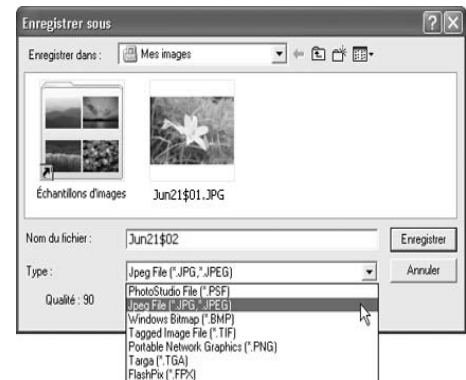 Enregistrer sous
Enregistrer dans : Mes images
Échantillons d'images Jun21$01.JPG
Nom du fichier : Jun21$02 Enregistrer
Type : Jpeg File (*.JPG,*.JPEG) Annuler
Qualité : 90
PhotoStudio File (*.PSF)
Jpeg File (*.JPG,*.JPEG)
Windows Bitmap (*.BMP)
Tagged Image File (*.TIF)
Portable Network Graphics (*.PNG)
Targa (*.TGA)
FlashPix (*.FPX)